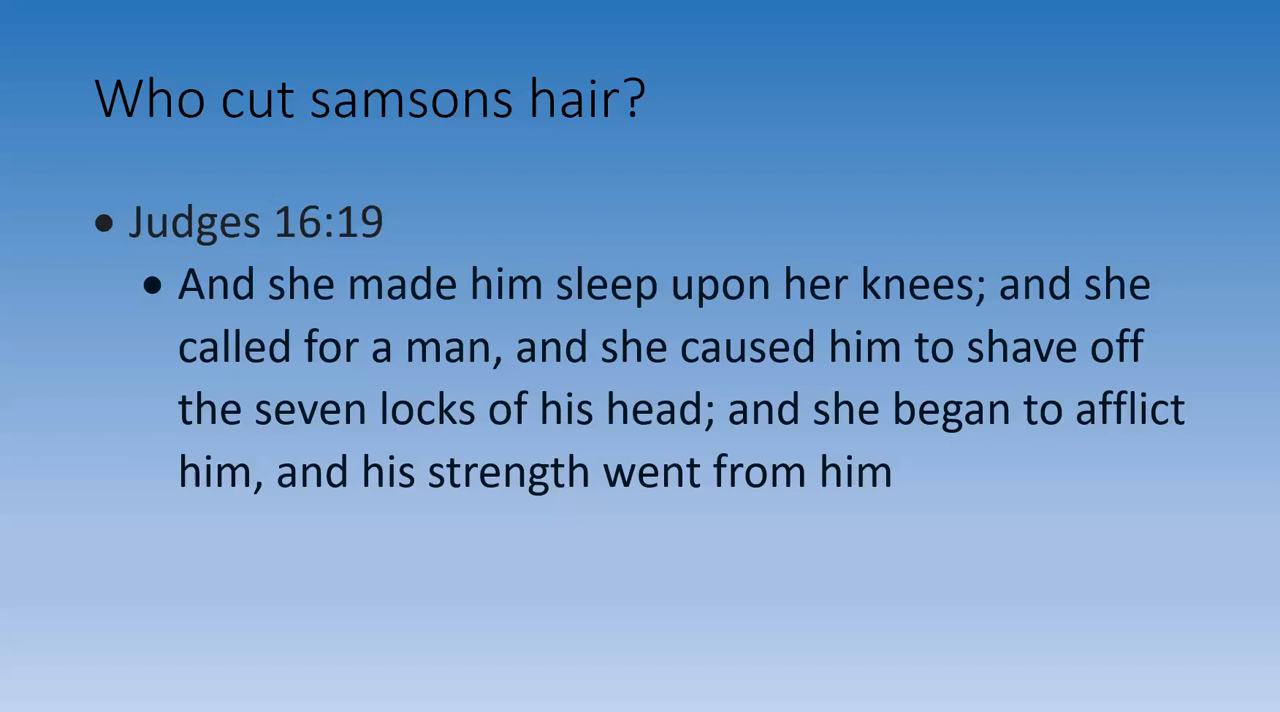 Who cut samsons hair?
• Judges 16:19
• And she made him sleep upon her knees; and she
called for a man, and she caused him to shave off
the seven locks of his head; and she began to afflict
him, and his strength went from him